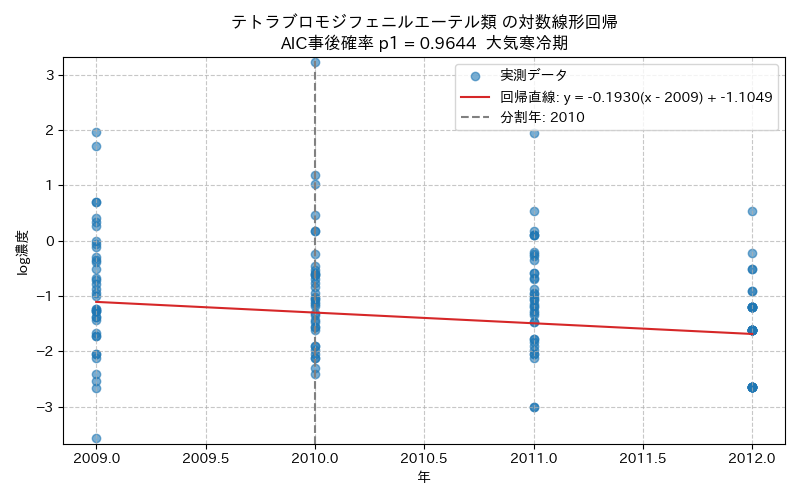 テトラブロモジフェニルエーテル類 の対数線形回帰
AIC事後確率 p1 = 0.9644 大気寒冷期
実測データ
回帰直線: y = -0.1930(x - 2009) + -1.1049
分割年: 2010
log濃度
3
2
1
0
−1
−2
−3
2009.0
2009.5
2010.0
2010.5
2011.0
2011.5
2012.0
年